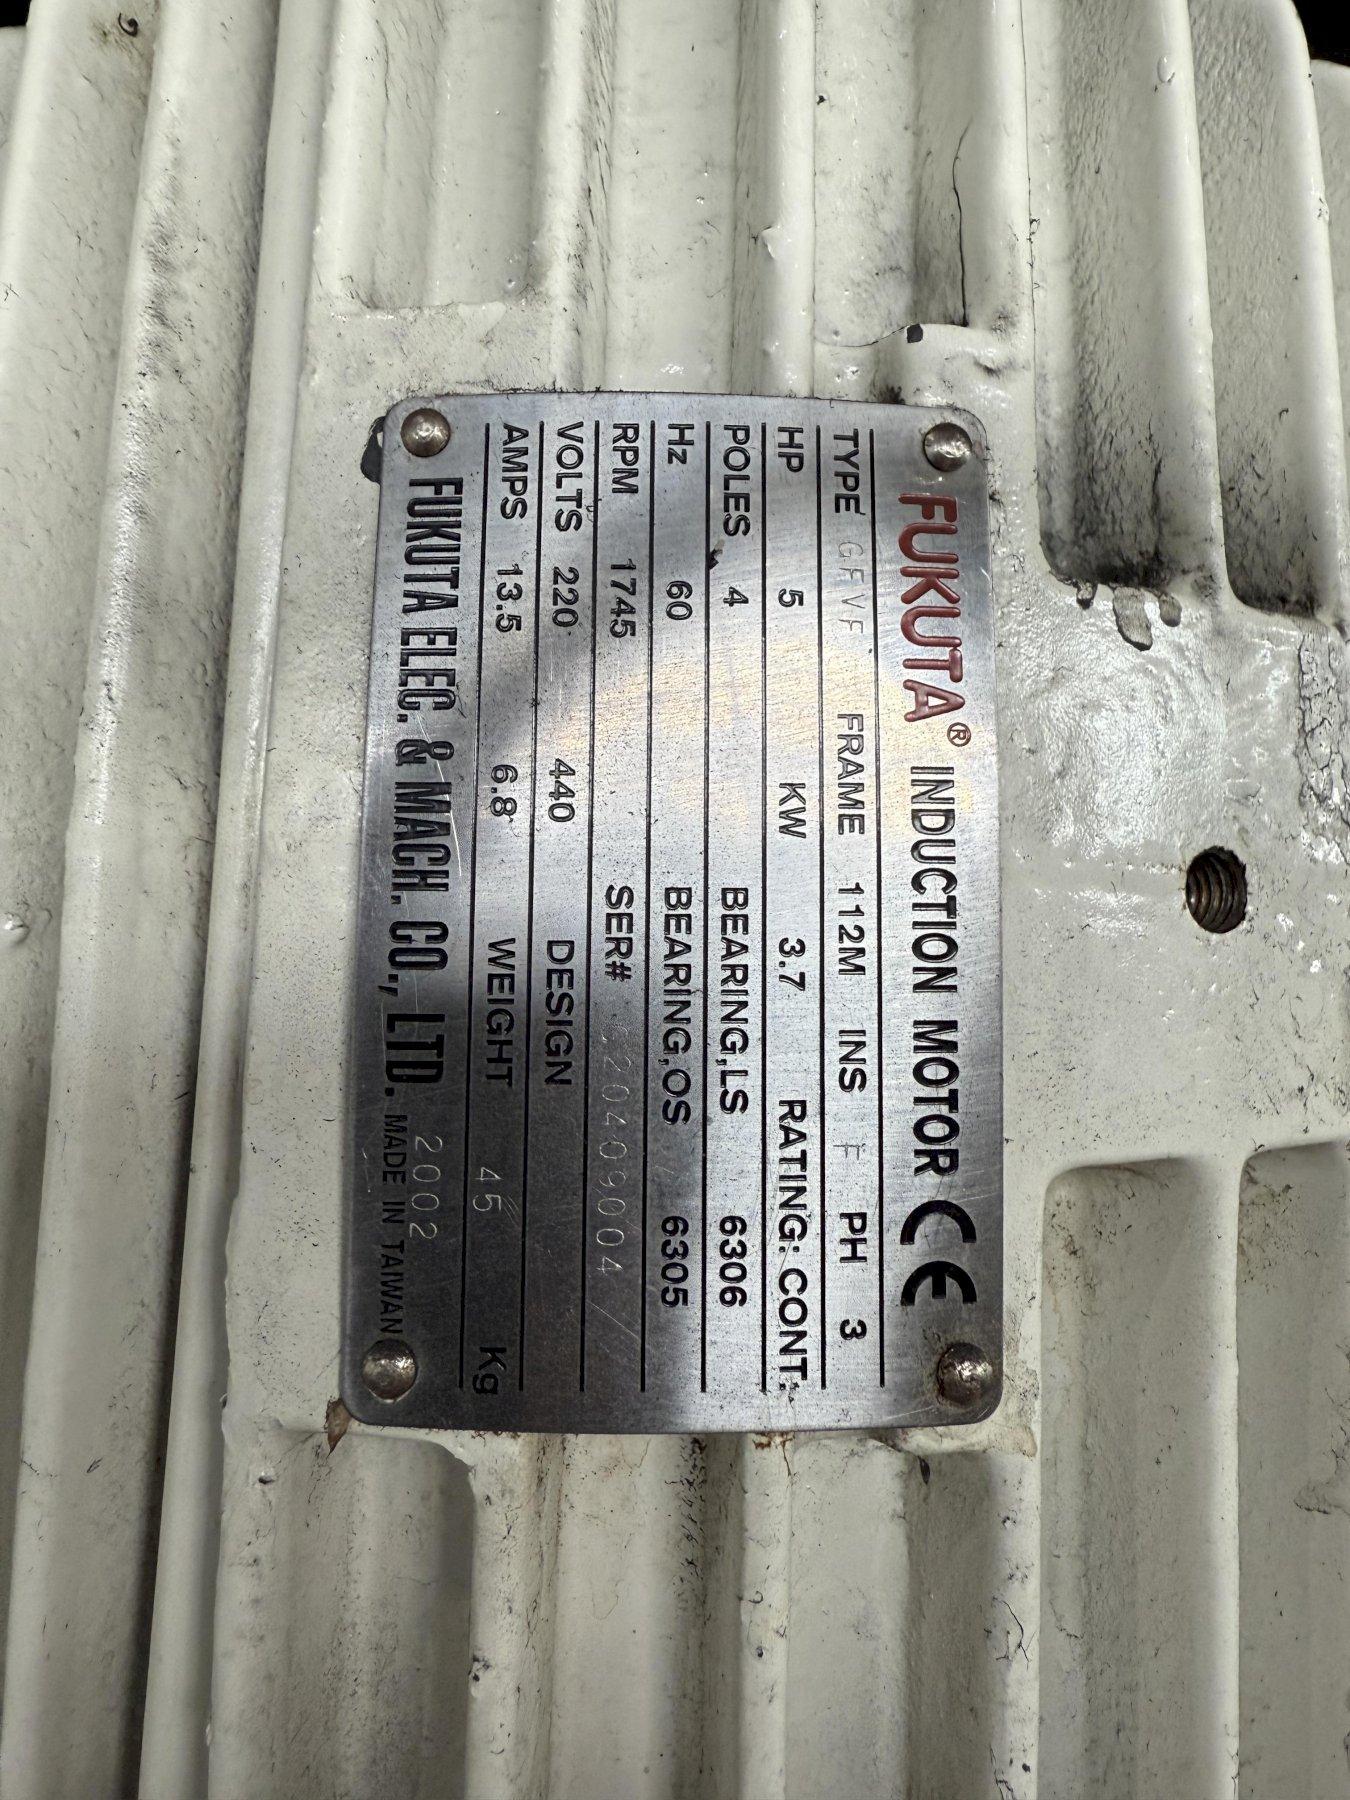 FUKUTA® INDUCTION MOTOR CE
TYPE GFVF FRAME 112M INS F PH 3
HP 5 KW 3.7 RATING: CONT.
POLES 4 BEARING,LS 6306
Hz 60 BEARING,OS 6305
RPM 1745 SER# 020409004
VOLTS 220 440 DESIGN
AMPS 13.5 6.8 WEIGHT 45 Kg
FUKUTA ELEC. & MACH. CO., LTD. 2002 MADE IN TAIWAN